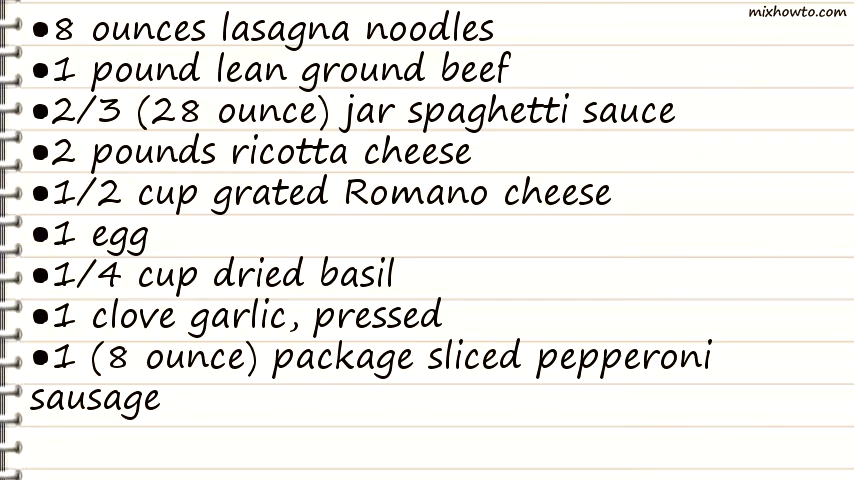 mixhowto.com
•8 ounces lasagna noodles
•1 pound lean ground beef
•2/3 (28 ounce) jar spaghetti sauce
•2 pounds ricotta cheese
•1/2 cup grated Romano cheese
•1 egg
•1/4 cup dried basil
•1 clove garlic, pressed
•1 (8 ounce) package sliced pepperoni
sausage